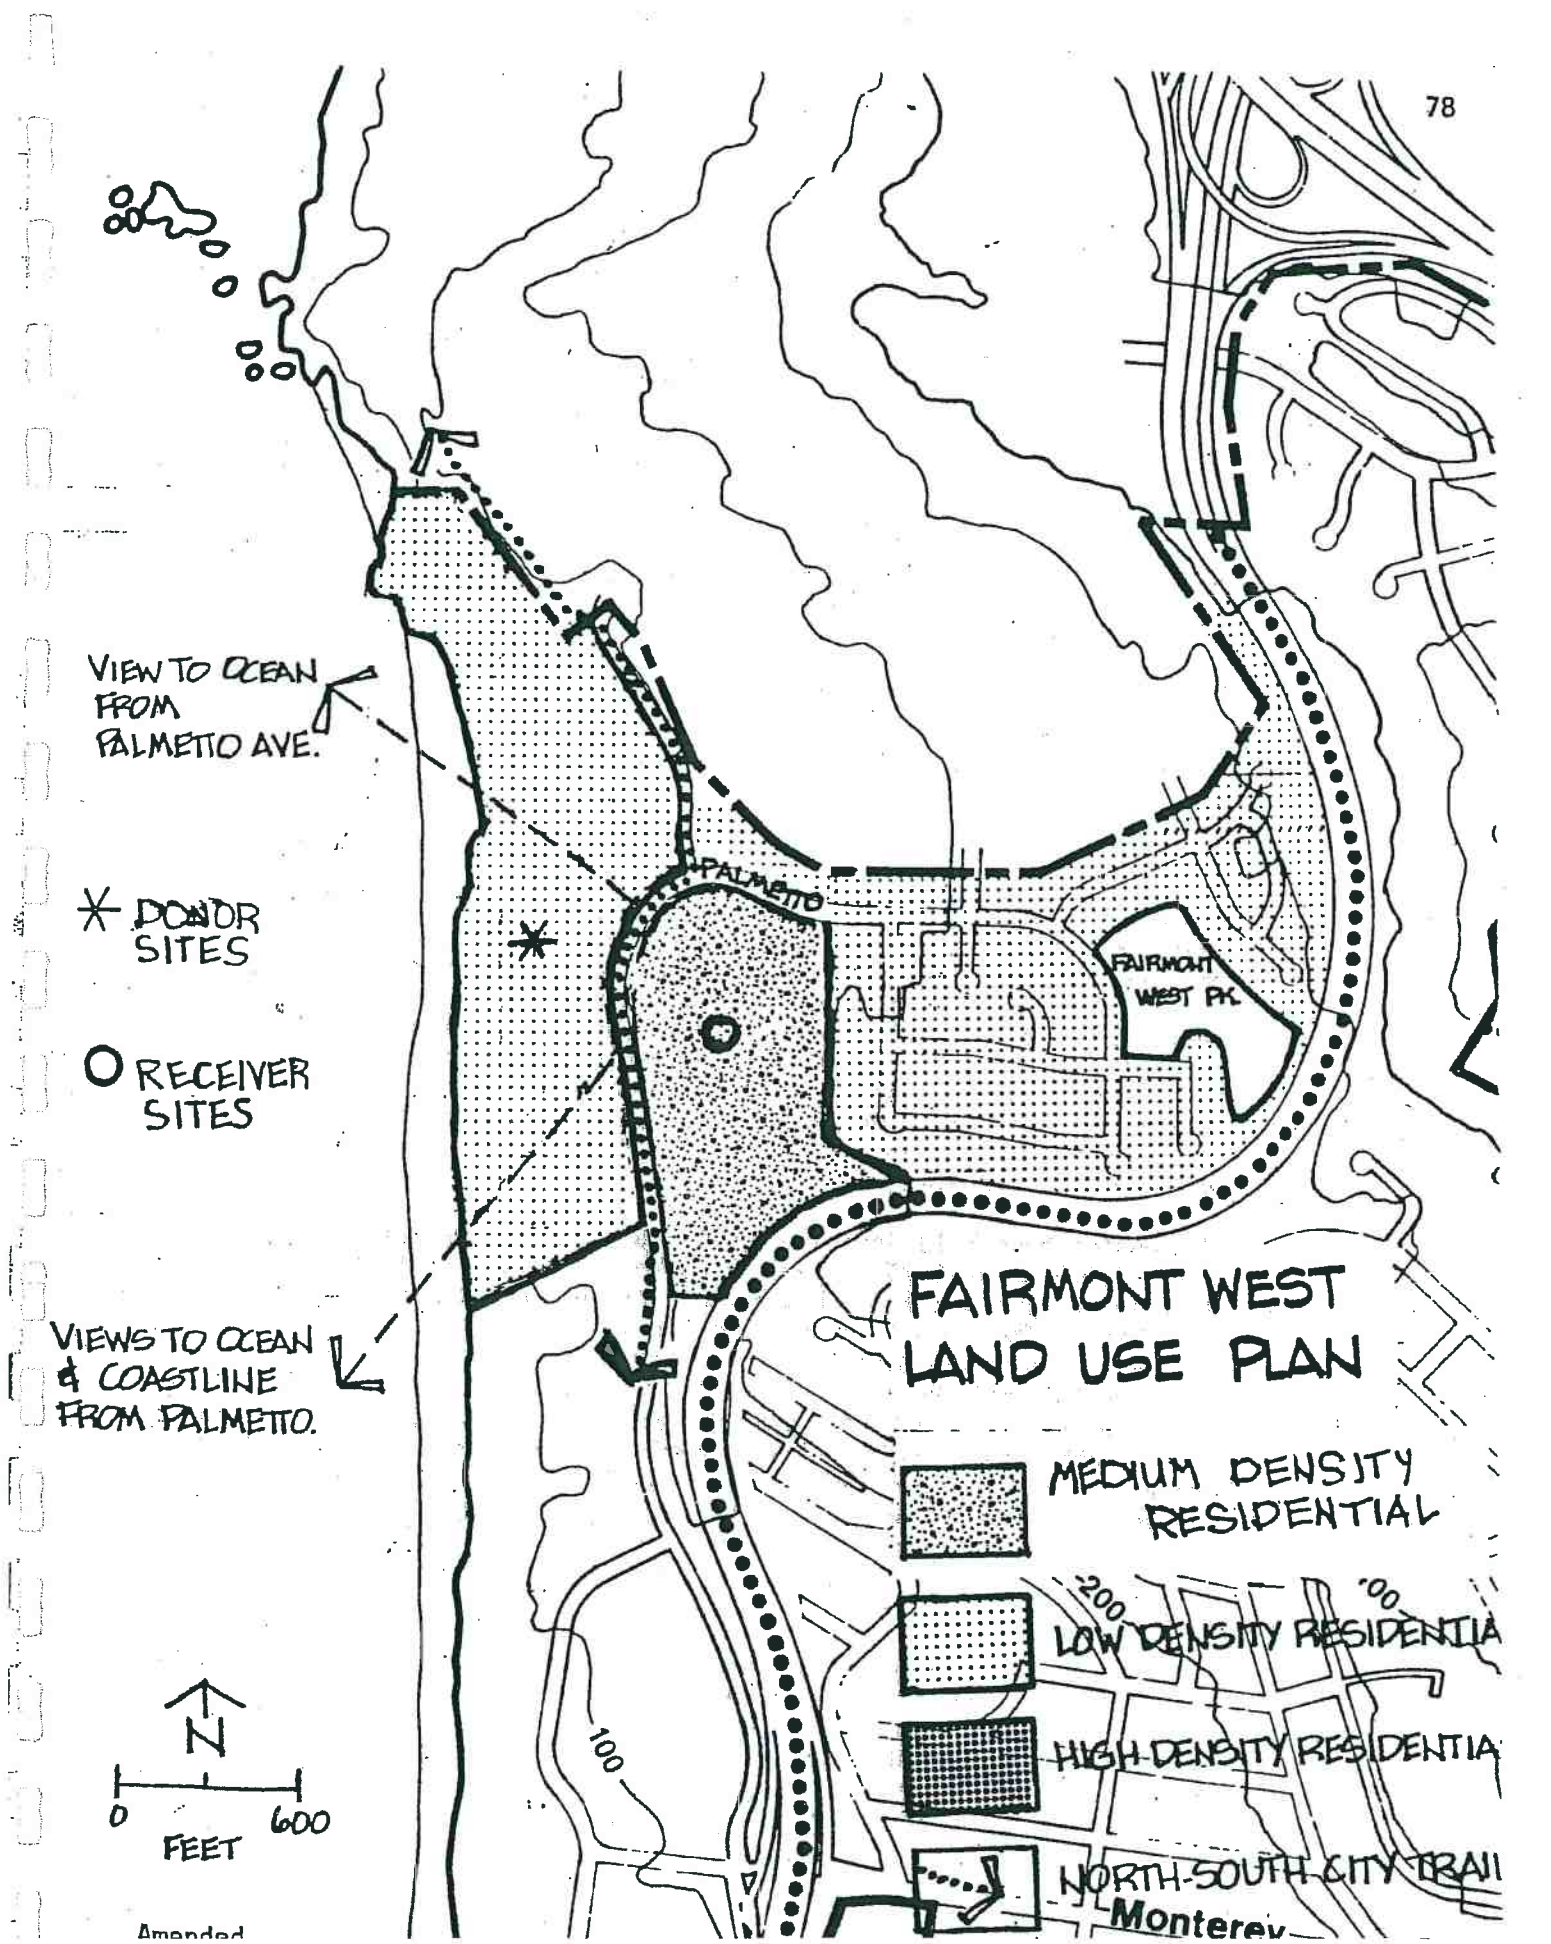 78
VIEW TO OCEAN
FROM
PALMETTO AVE.
PALMETTO
DONOR
SITES
FAIRMONT
WEST PK.
RECEIVER
SITES
FAIRMONT WEST
LAND USE PLAN
VIEWS TO OCEAN
& COASTLINE
FROM PALMETTO.
MEDIUM DENSITY
RESIDENTIAL
200
00
LOW DENSITY RESIDENTIA
N
100
HIGH DENSITY RESIDENTIA
0 600
FEET
NORTH-SOUTH CITY TRAIL
Monterey
Amended